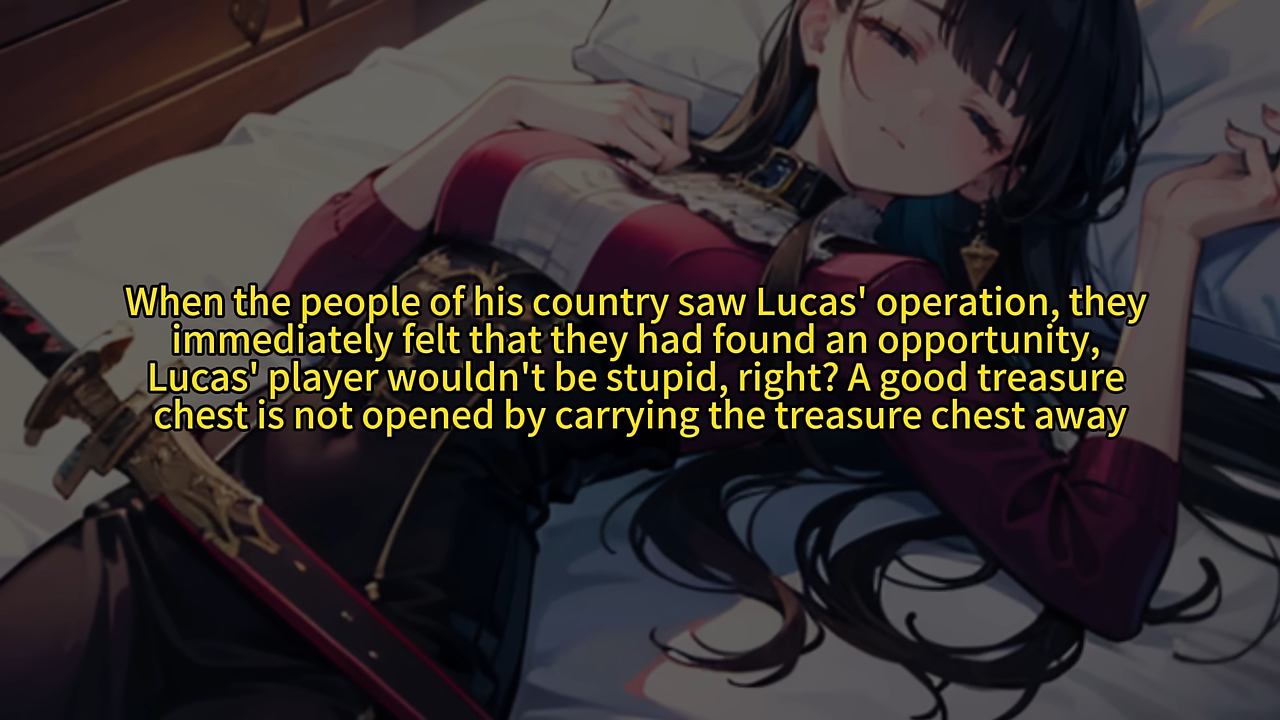 When the people of his country saw Lucas' operation, they
immediately felt that they had found an opportunity,
Lucas' player wouldn't be stupid, right? A good treasure
chest is not opened by carrying the treasure chest away